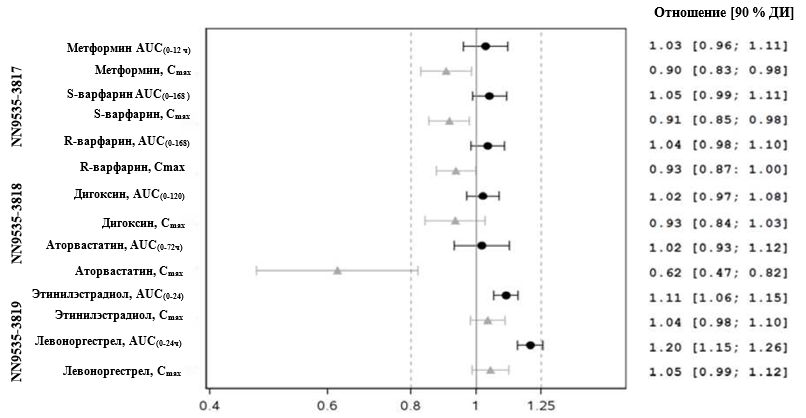 Отношение [90 % ДИ]
NN9535-3817
Метформин AUC(0-12 ч) 1.03 [0.96; 1.11]
Метформин, Cmax 0.90 [0.83; 0.98]
S-варфарин AUC(0–168 ) 1.05 [0.99; 1.11]
S-варфарин, Cmax 0.91 [0.85; 0.98]
R-варфарин, AUC(0-168) 1.04 [0.98; 1.10]
R-варфарин, Cmax 0.93 [0.87: 1.00]
NN9535-3818
Дигоксин, AUC(0-120) 1.02 [0.97; 1.08]
Дигоксин, Cmax 0.93 [0.84; 1.03]
Аторвастатин, AUC(0-72ч) 1.02 [0.93; 1.12]
Аторвастатин, Cmax 0.62 [0.47; 0.82]
NN9535-3819
Этинилэстрадиол, AUC(0-24) 1.11 [1.06; 1.15]
Этинилэстрадиол, Cmax 1.04 [0.98; 1.10]
Левоноргестрел, AUC(0-24ч) 1.20 [1.15; 1.26]
Левоноргестрел, Cmax 1.05 [0.99; 1.12]
0.4 0.6 0.8 1 1.25